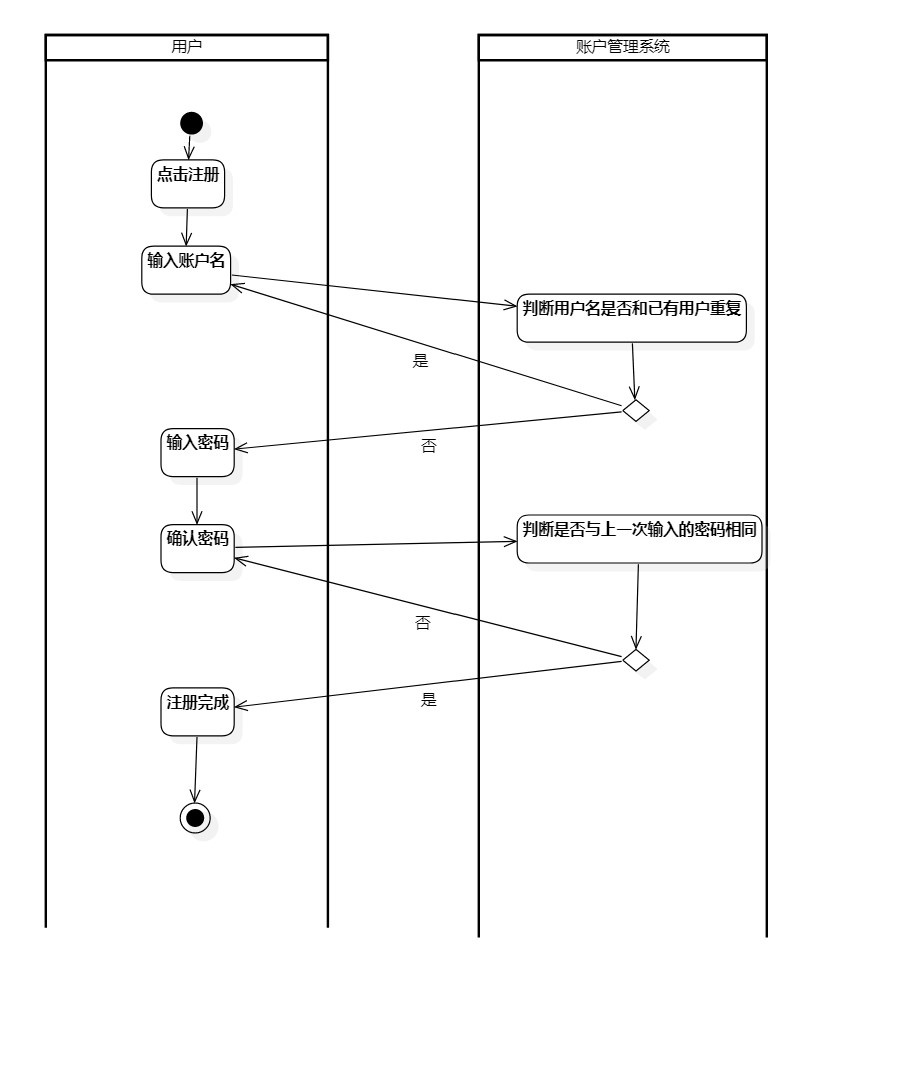 用户
账户管理系统
点击注册
输入账户名
判断用户名是否和已有用户重复
是
输入密码
否
判断是否与上一次输入的密码相同
确认密码
否
注册完成
是